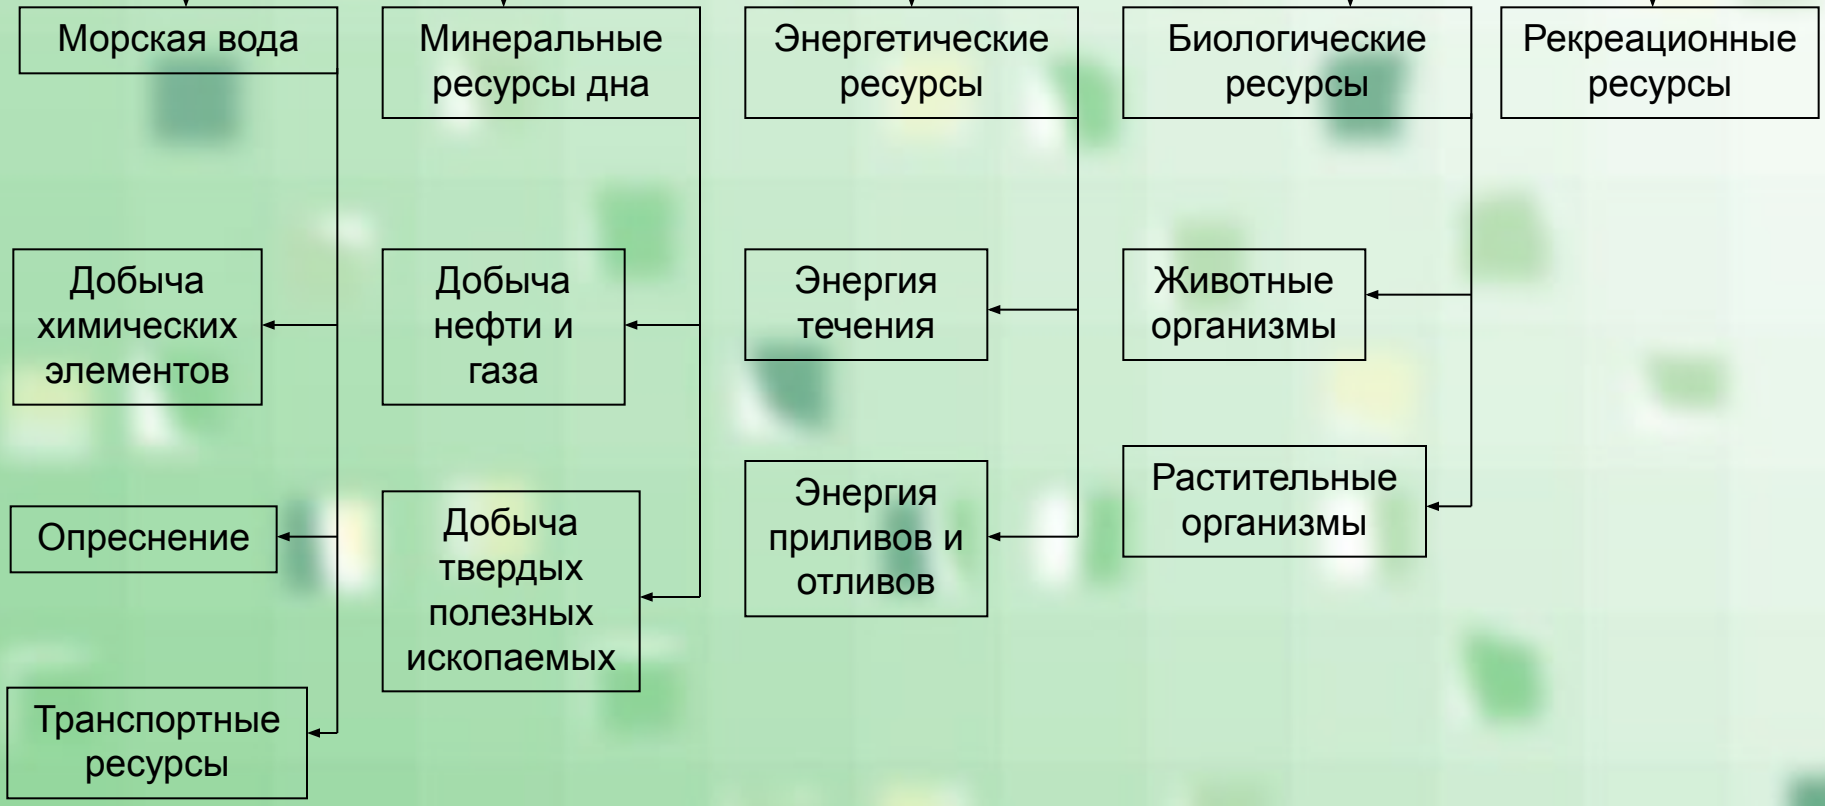 Морская вода
Минеральные
ресурсы дна
Энергетические
ресурсы
Биологические
ресурсы
Рекреационные
ресурсы
Добыча
химических
элементов
Добыча
нефти и
газа
Энергия
течения
Животные
организмы
Опреснение
Добыча
твердых
полезных
ископаемых
Энергия
приливов и
отливов
Растительные
организмы
Транспортные
ресурсы